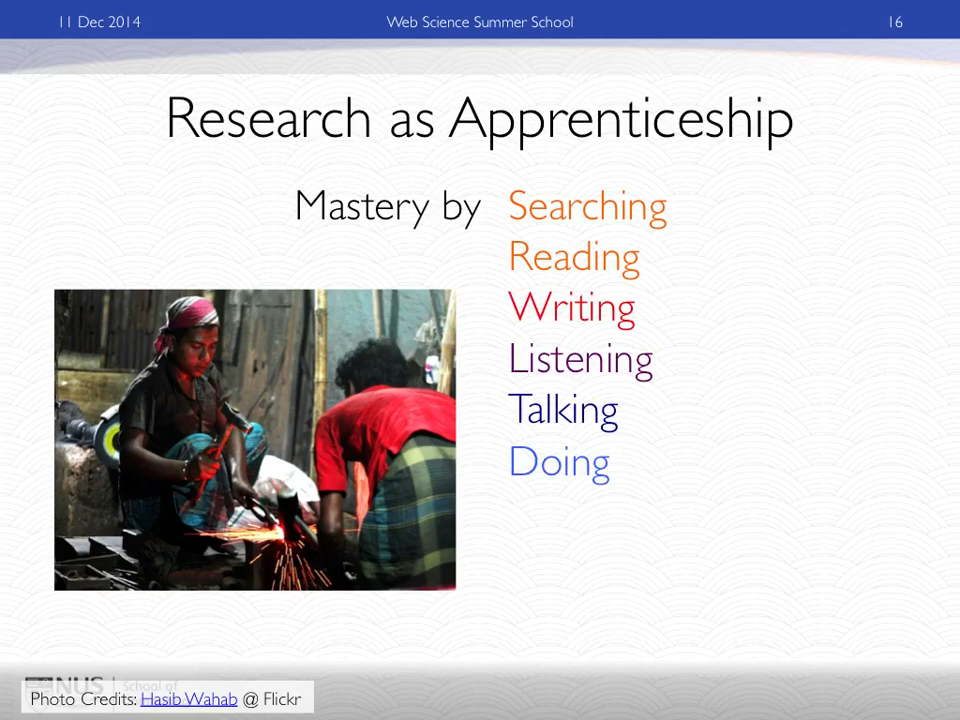 11 Dec 2014
Web Science Summer School
16
Research as Apprenticeship
Mastery by Searching
Reading
Writing
Listening
Talking
Doing
NUS School of
Photo Credits: Hasib Wahab @ Flickr